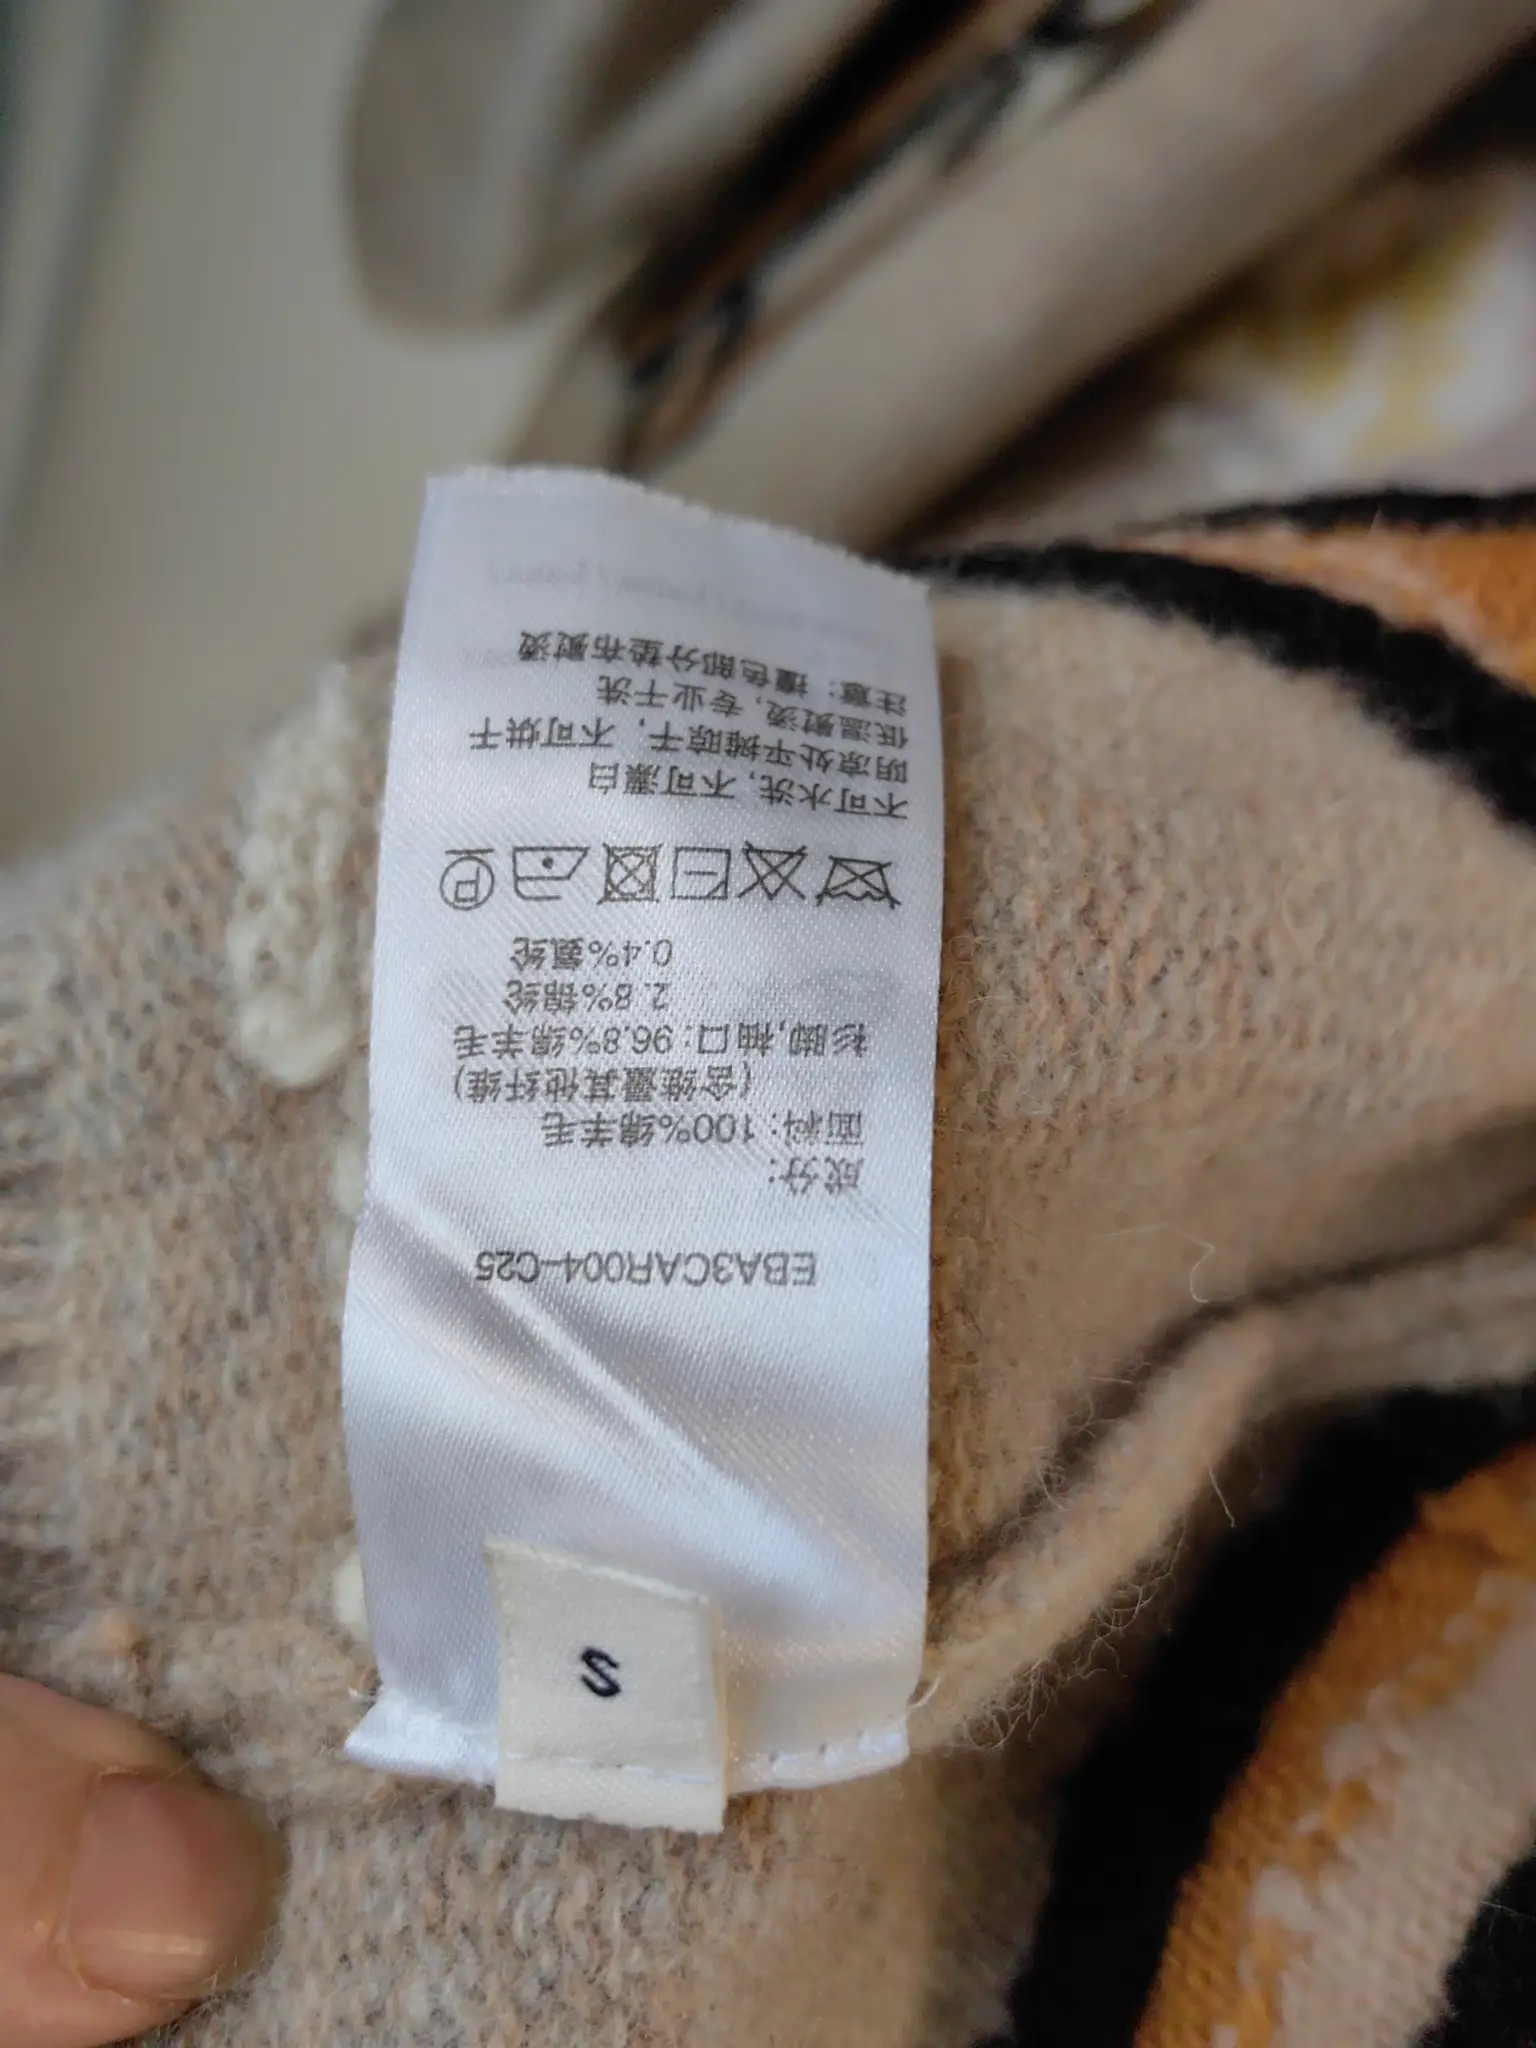 S
EBA3CAR004-C25
成分:
面料: 100%绵羊毛
(含微量其他纤维)
衫脚,袖口: 96.8%绵羊毛
2.8%锦纶
0.4%氨纶
不可水洗, 不可漂白
阴凉处平摊晾干, 不可烘干
低温熨烫, 专业干洗
注意: 撞色部分垫布熨烫